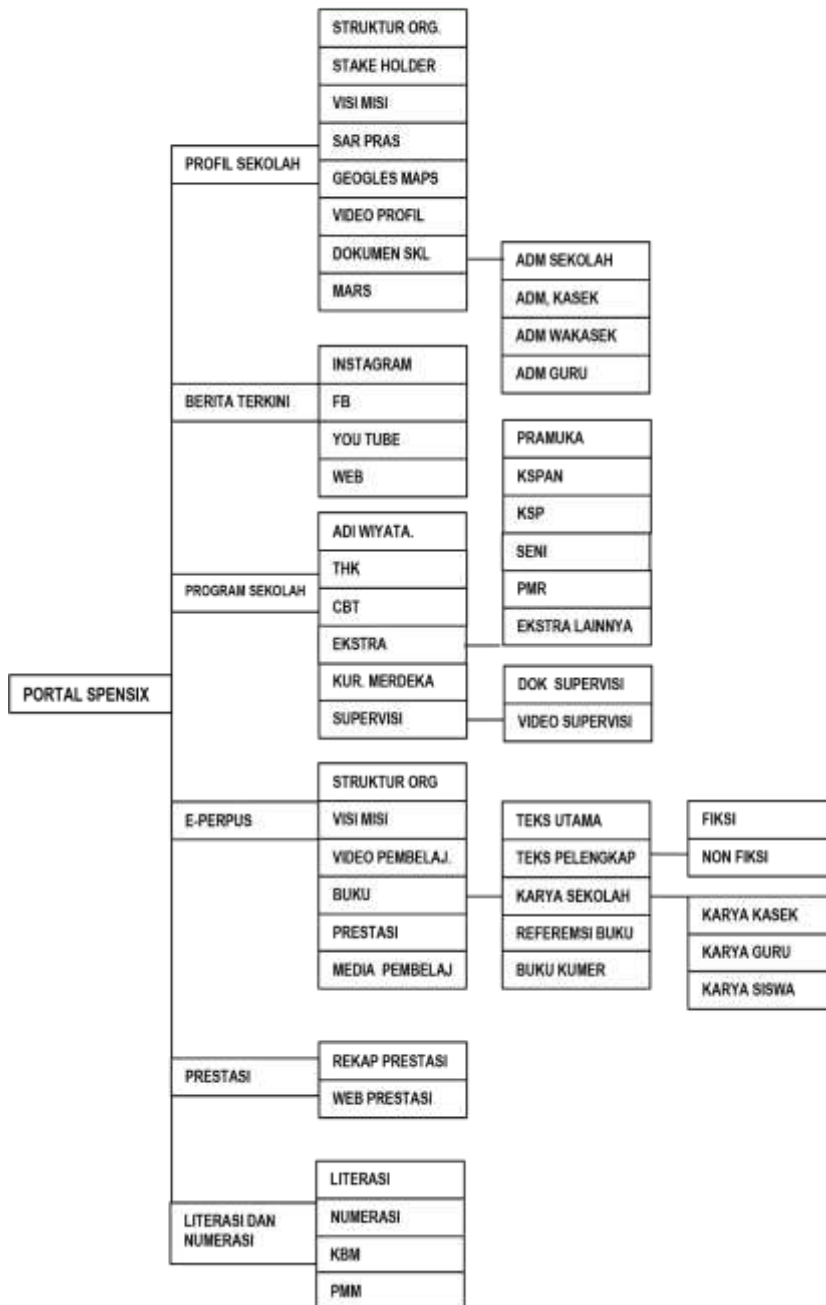 PORTAL SPENSIX
PROFIL SEKOLAH
STRUKTUR ORG.
STAKE HOLDER
VISI MISI
SAR PRAS
GEOGLES MAPS
VIDEO PROFIL
DOKUMEN SKL
MARS
ADM SEKOLAH
ADM, KASEK
ADM WAKASEK
ADM GURU
BERITA TERKINI
INSTAGRAM
FB
YOU TUBE
WEB
PROGRAM SEKOLAH
ADI WIYATA.
THK
CBT
EKSTRA
KUR. MERDEKA
SUPERVISI
PRAMUKA
KSPAN
KSP
SENI
PMR
EKSTRA LAINNYA
DOK SUPERVISI
VIDEO SUPERVISI
E-PERPUS
STRUKTUR ORG
VISI MISI
VIDEO PEMBELAJ.
BUKU
PRESTASI
MEDIA PEMBELAJ
TEKS UTAMA
TEKS PELENGKAP
KARYA SEKOLAH
REFEREMSI BUKU
BUKU KUMER
FIKSI
NON FIKSI
KARYA KASEK
KARYA GURU
KARYA SISWA
PRESTASI
REKAP PRESTASI
WEB PRESTASI
LITERASI DAN
NUMERASI
LITERASI
NUMERASI
KBM
PMM